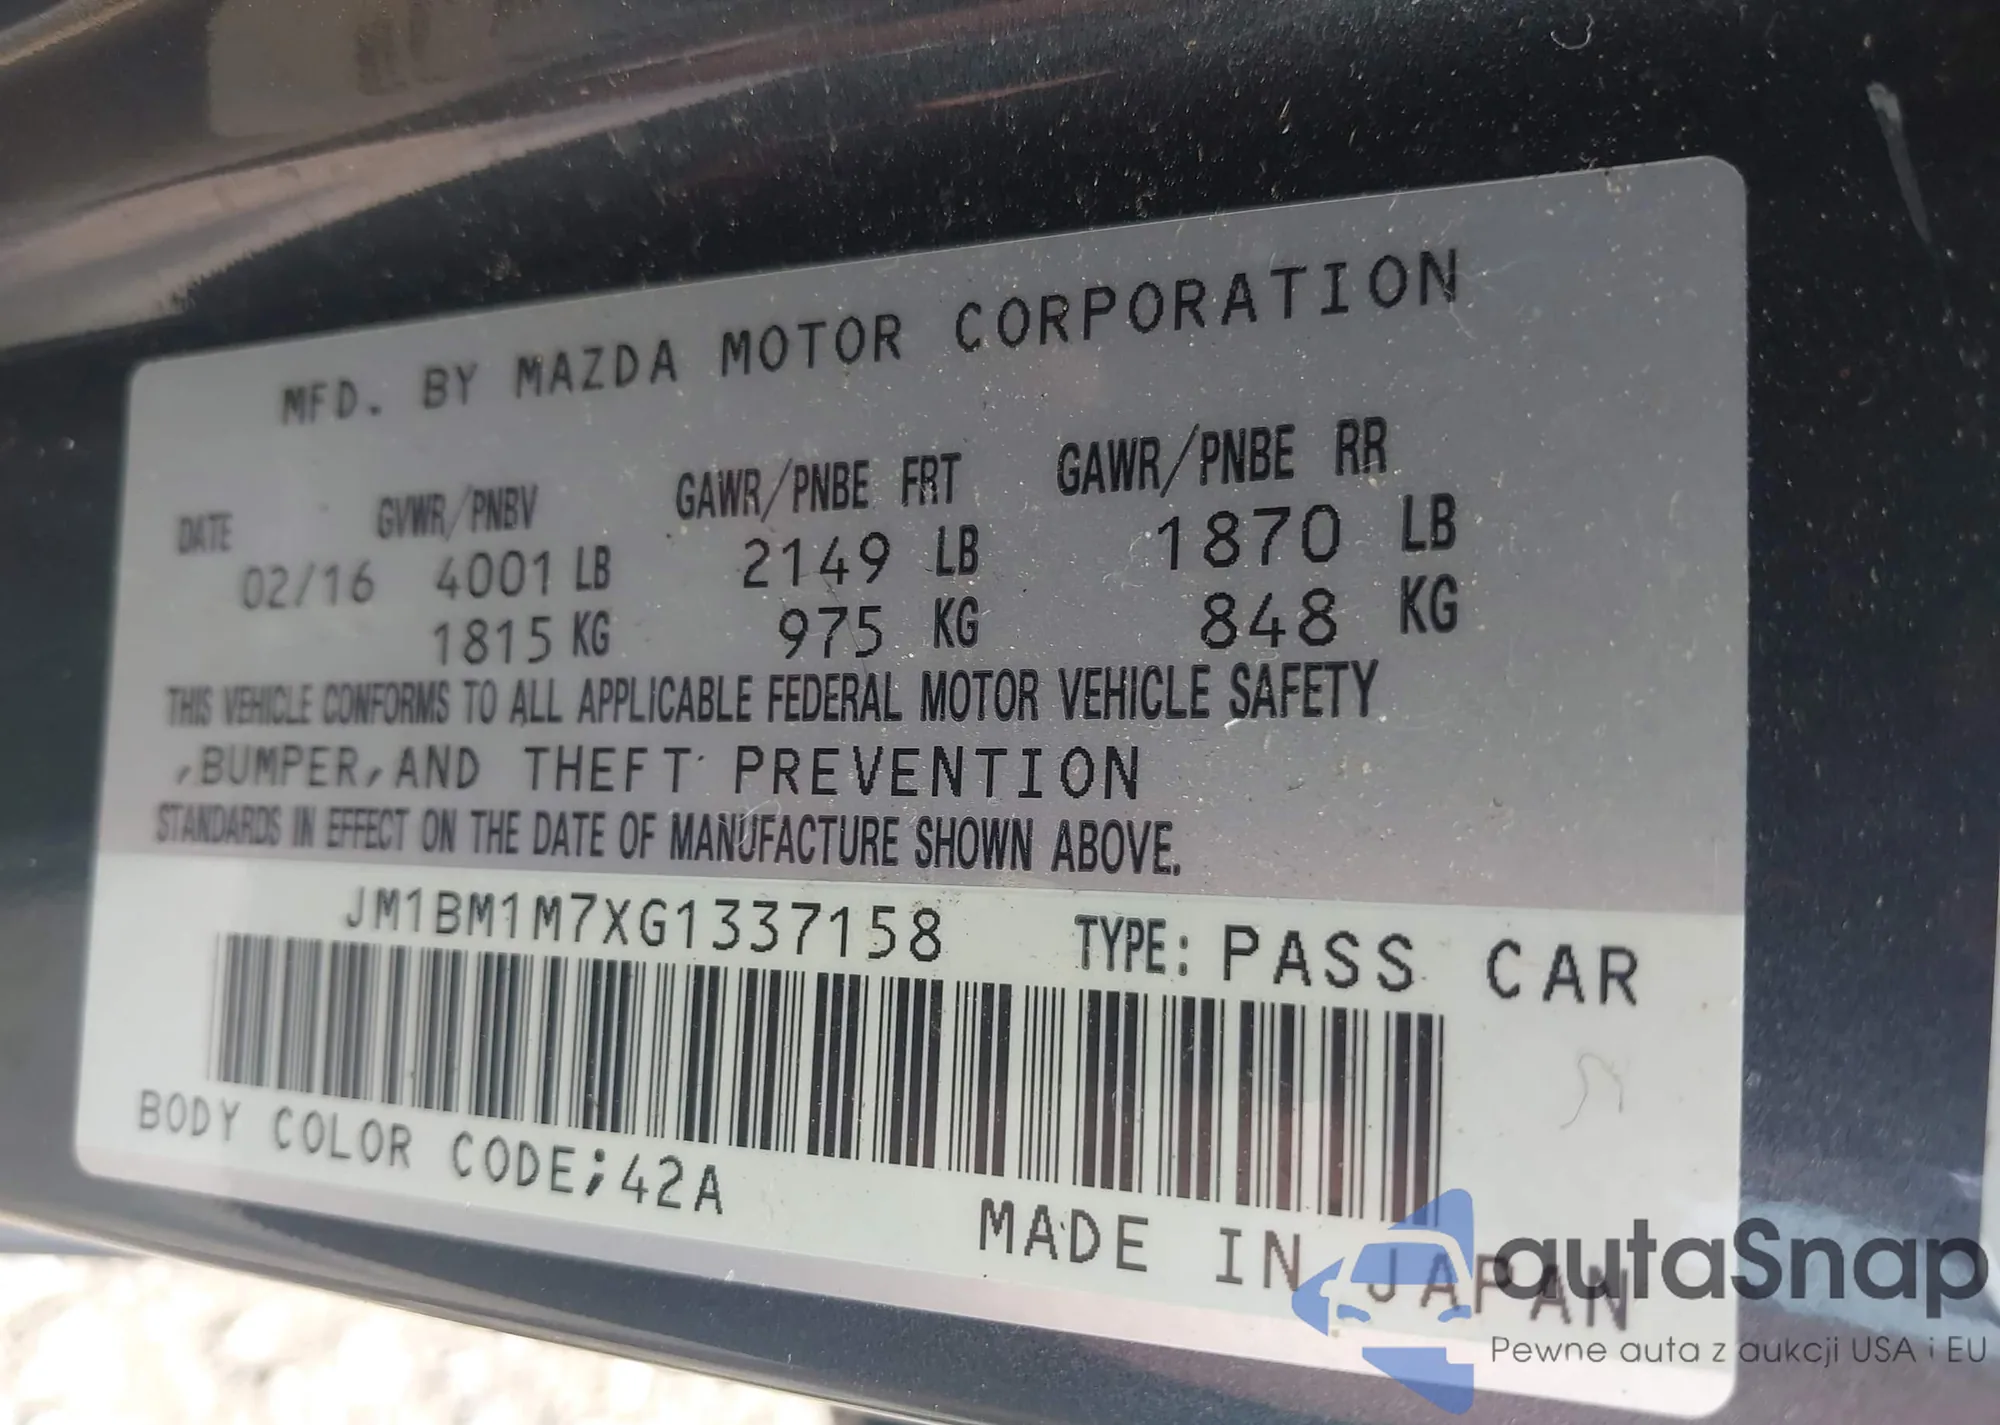 MFD. BY MAZDA MOTOR CORPORATION
DATE GVWR/PNBV GAWR/PNBE FRT GAWR/PNBE RR
02/16 4001 LB 2149 LB 1870 LB
1815 KG 975 KG 848 KG
THIS VEHICLE CONFORMS TO ALL APPLICABLE FEDERAL MOTOR VEHICLE SAFETY
,BUMPER,AND THEFT PREVENTION
STANDARDS IN EFFECT ON THE DATE OF MANUFACTURE SHOWN ABOVE.
JM1BM1M7XG1337158 TYPE: PASS CAR
BODY COLOR CODE;42A
MADE IN JAPAN
autaSnap
Pewne auta z aukcji USA i EU